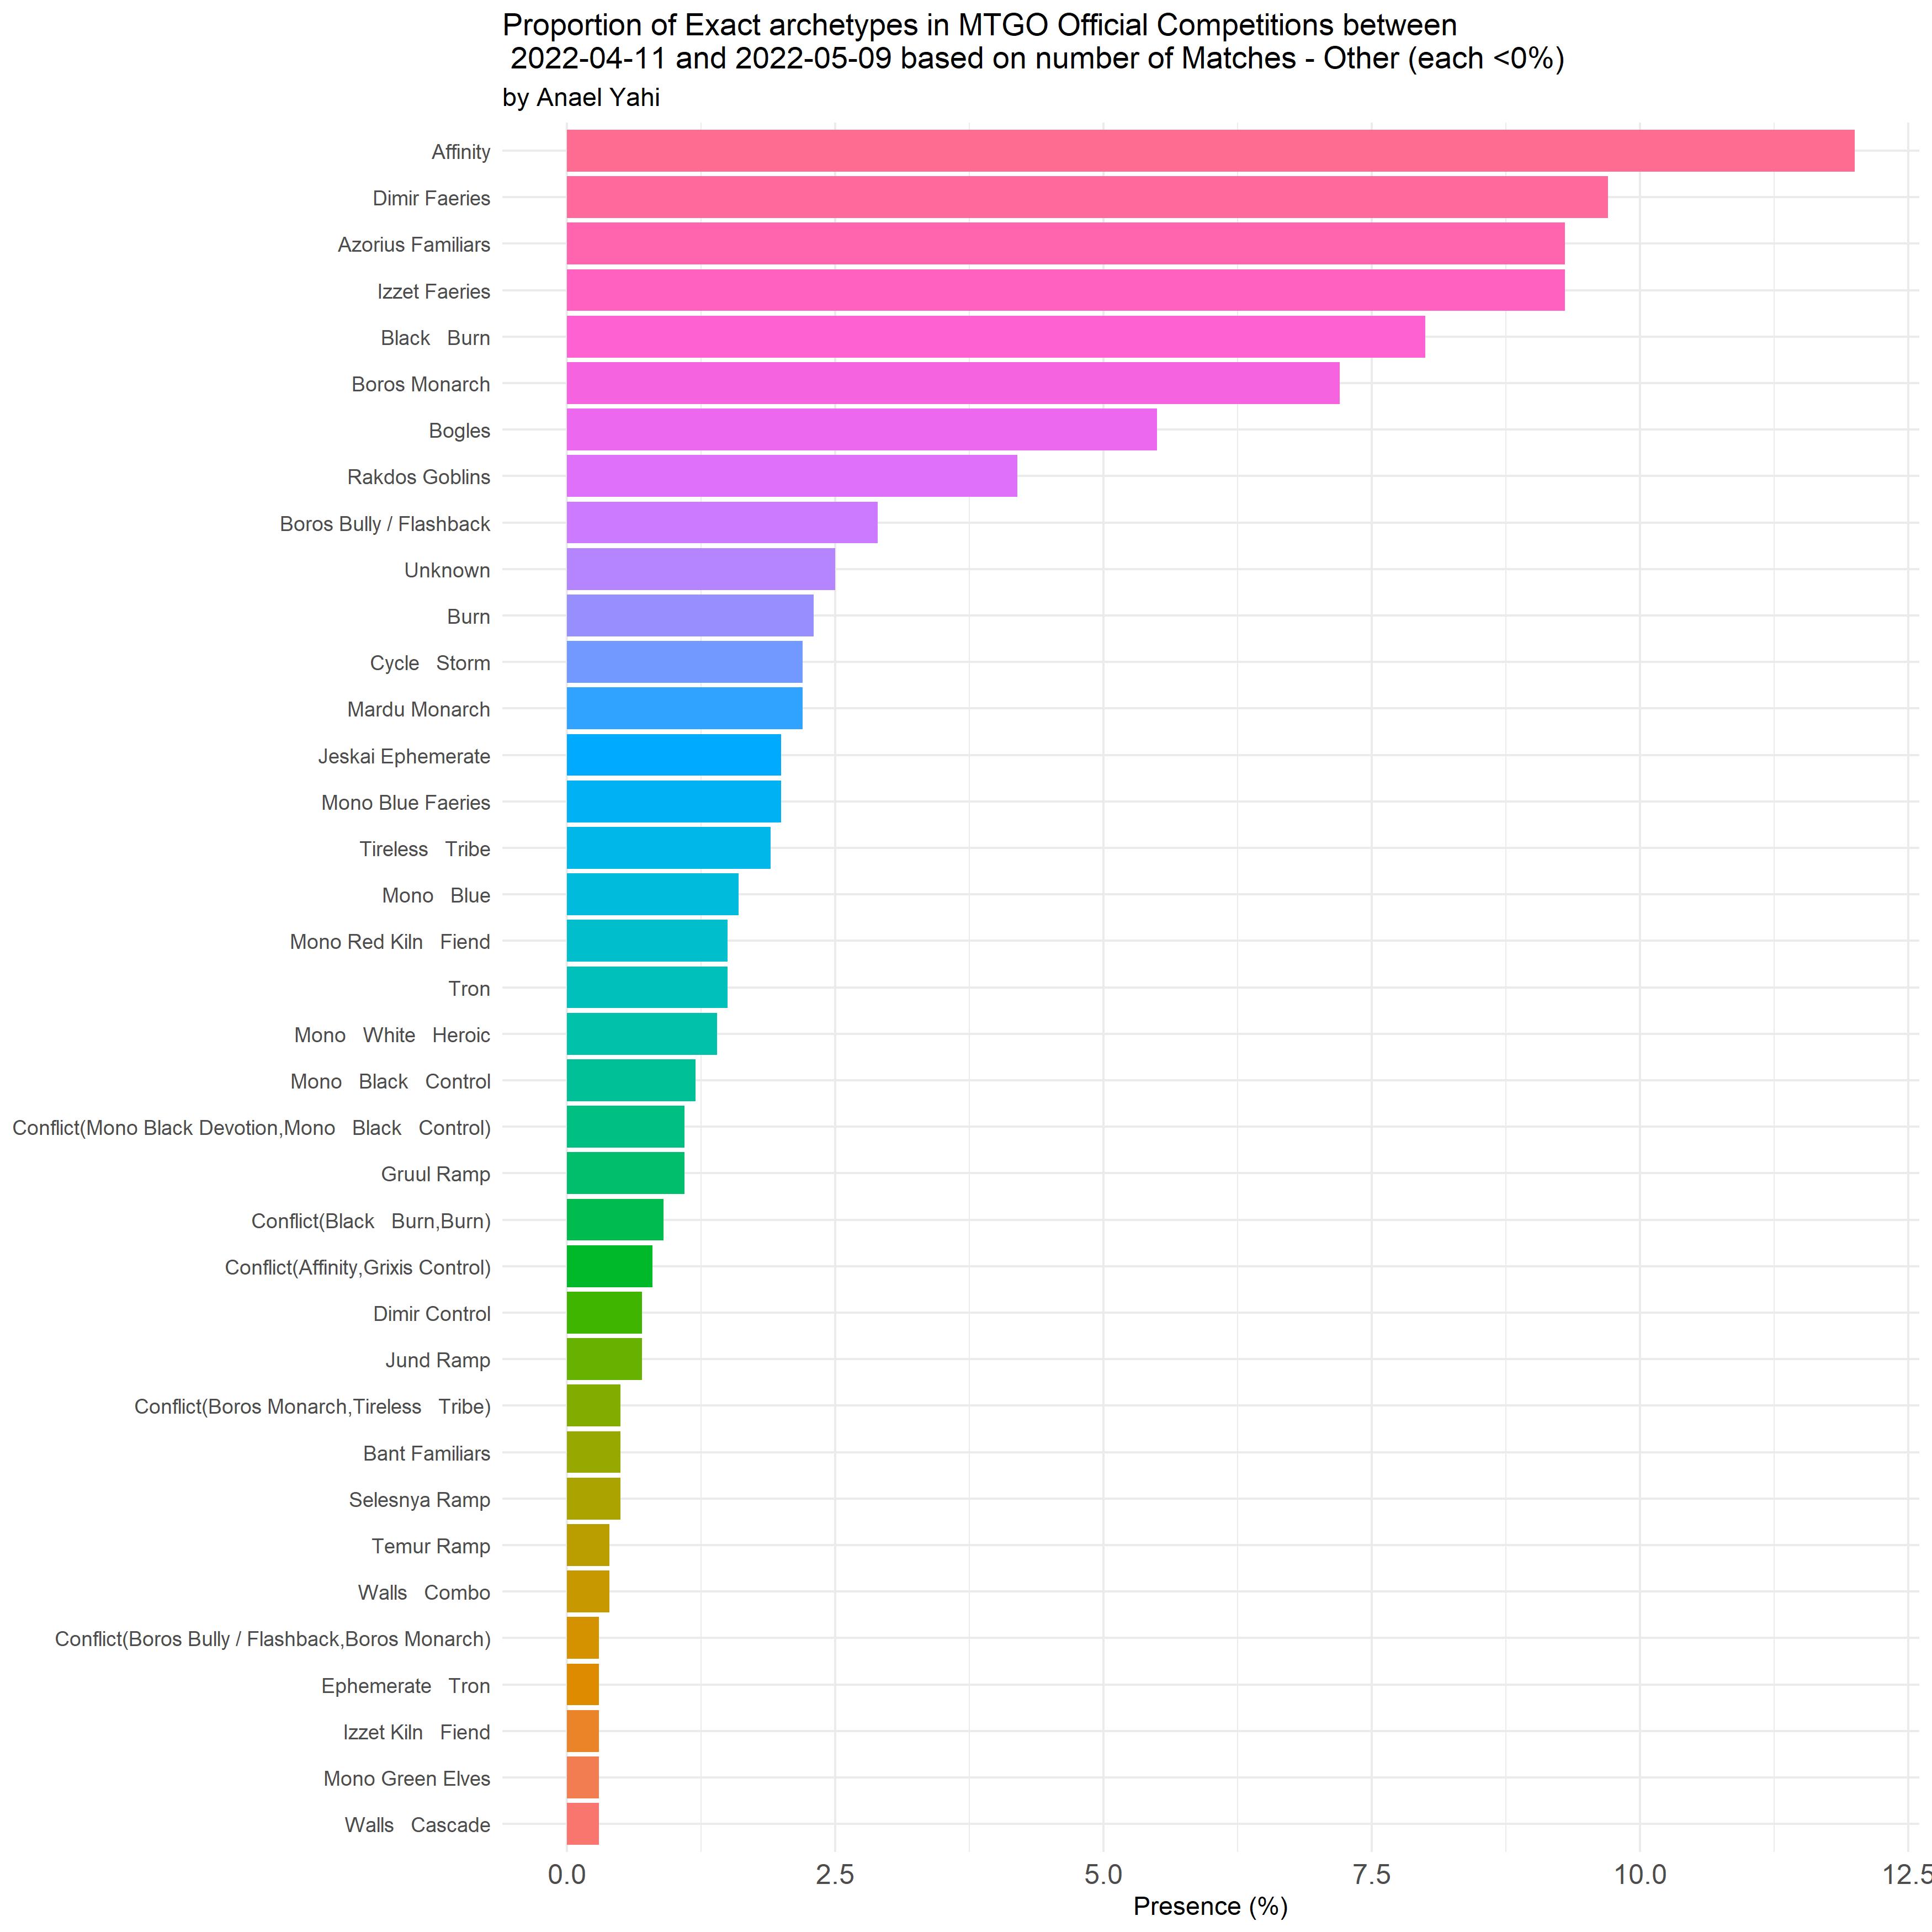 Proportion of Exact archetypes in MTGO Official Competitions between
2022-04-11 and 2022-05-09 based on number of Matches - Other (each <0%)
by Anael Yahi
Affinity
Dimir Faeries
Azorius Familiars
Izzet Faeries
Black   Burn
Boros Monarch
Bogles
Rakdos Goblins
Boros Bully / Flashback
Unknown
Burn
Cycle   Storm
Mardu Monarch
Jeskai Ephemerate
Mono Blue Faeries
Tireless   Tribe
Mono   Blue
Mono Red Kiln   Fiend
Tron
Mono   White   Heroic
Mono   Black   Control
Conflict(Mono Black Devotion,Mono   Black   Control)
Gruul Ramp
Conflict(Black   Burn,Burn)
Conflict(Affinity,Grixis Control)
Dimir Control
Jund Ramp
Conflict(Boros Monarch,Tireless   Tribe)
Bant Familiars
Selesnya Ramp
Temur Ramp
Walls   Combo
Conflict(Boros Bully / Flashback,Boros Monarch)
Ephemerate   Tron
Izzet Kiln   Fiend
Mono Green Elves
Walls   Cascade
0.0 2.5 5.0 7.5 10.0 12.5
Presence (%)